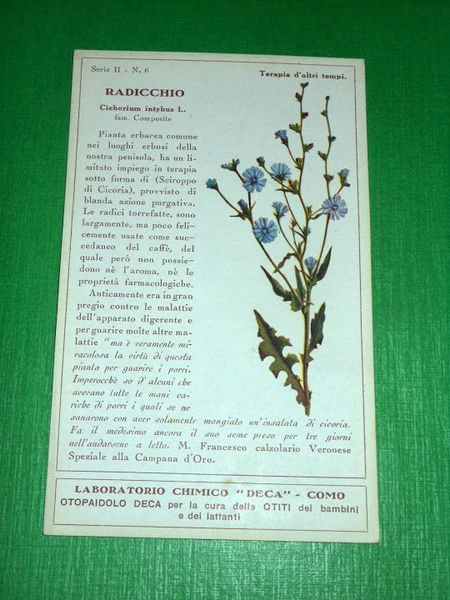 Serie II - N. 6
Terapia d'altri tempi.
RADICCHIO
Cichorium intybus L.
fam. Composite
Pianta erbarea comune
nei luoghi erbosi della
nostra penisola, ha un li-
mitato impiego in terapia
sotto forma di (Sciroppo
di Cicoria), provvisto di
blanda azione purgativa.
Le radici torrefatte, sono
largamente, ma poco feli-
cemente usate come suc-
cedaneo del caffè, del
quale però non possie-
dono nè l'aroma, nè le
proprietà farmacologiche.
Anticamente era in gran
pregio contro le malattie
dell'apparato digerente e
per guarire molte altre ma-
lattie "ma è veramente mi-
racolosa la virtù di questa
pianta per guarire i porri.
Imperocchè so d'alcuni che
avevano tutte le mani ca-
riche di porri i quali se ne
sanarono con aver solamente mangiato un'insalata di cicoria.
Fa il medesimo ancora il suo seme preso per tre giorni
nell'andarsene a letto. M. Francesco calzolario Veronese
Speziale alla Campana d'Oro.
LABORATORIO CHIMICO "DECA" - COMO
OTOPAIDOLO DECA per la cura delle OTITI dei bambini
e dei lattanti